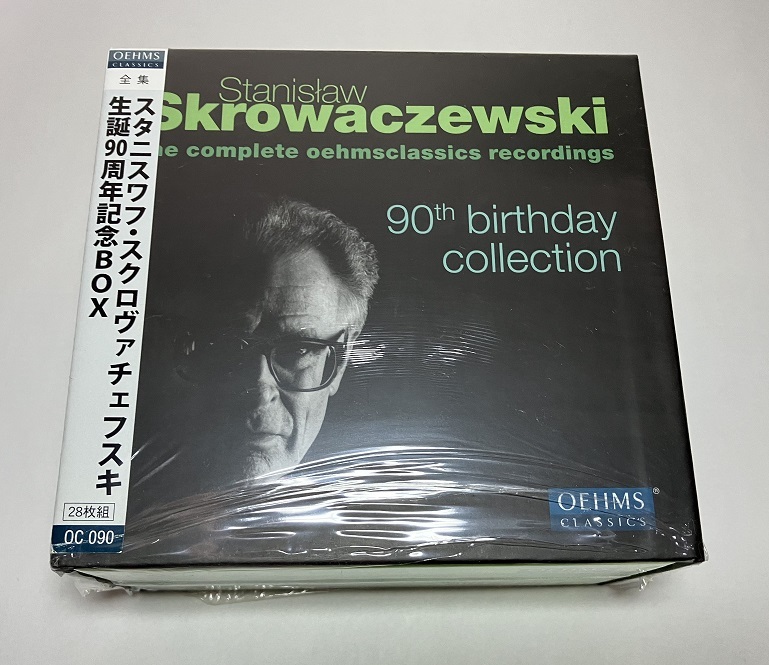 OEHMS
CLASSICS
全集
スタニスワフ・スクロヴァチェフスキ
生誕90周年記念BOX
28枚組
OC 090
Stanisław
Skrowaczewski
he complete oehmsclassics recordings
90th birthday
collection
OEHMS®
CLASSICS